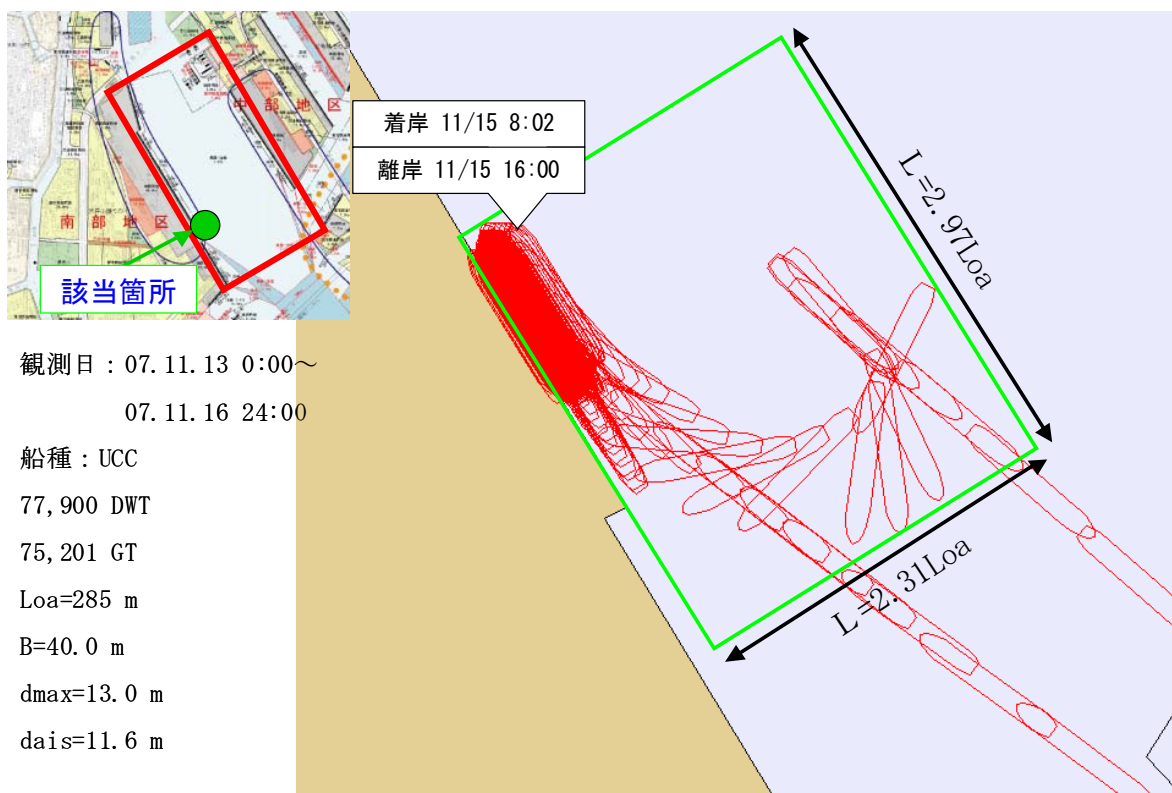 中部地区
南部地区
該当箇所
着岸 11/15 8:02
離岸 11/15 16:00
L=2.97Loa
L=2.31Loa
観測日：07.11.13 0:00～
07.11.16 24:00
船種：UCC
77,900 DWT
75,201 GT
Loa=285 m
B=40.0 m
dmax=13.0 m
dais=11.6 m